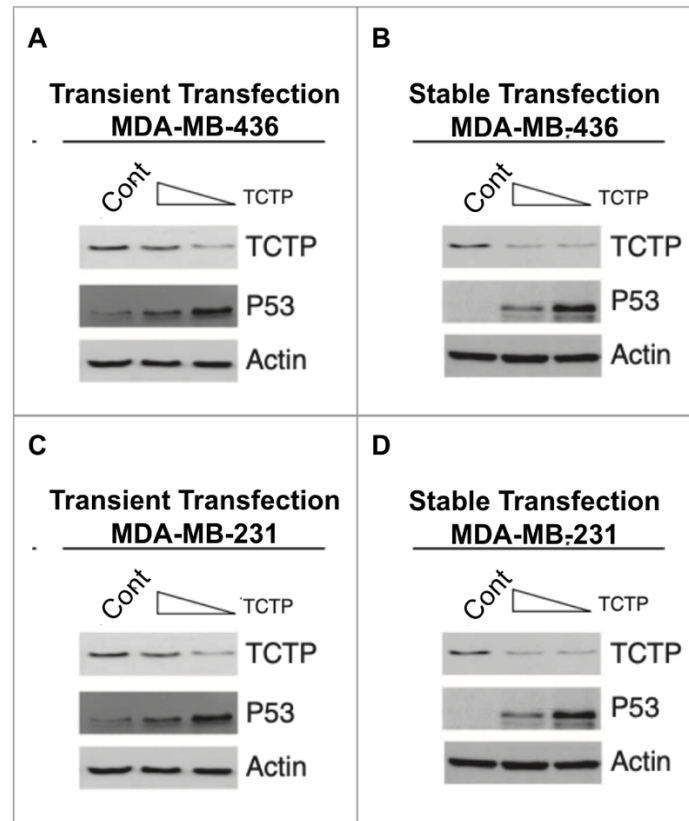 A
Transient Transfection
MDA-MB-436
Cont
TCTP
TCTP
P53
Actin
B
Stable Transfection
MDA-MB-436
Cont
TCTP
TCTP
P53
Actin
C
Transient Transfection
MDA-MB-231
Cont
TCTP
TCTP
P53
Actin
D
Stable Transfection
MDA-MB-231
Cont
TCTP
TCTP
P53
Actin